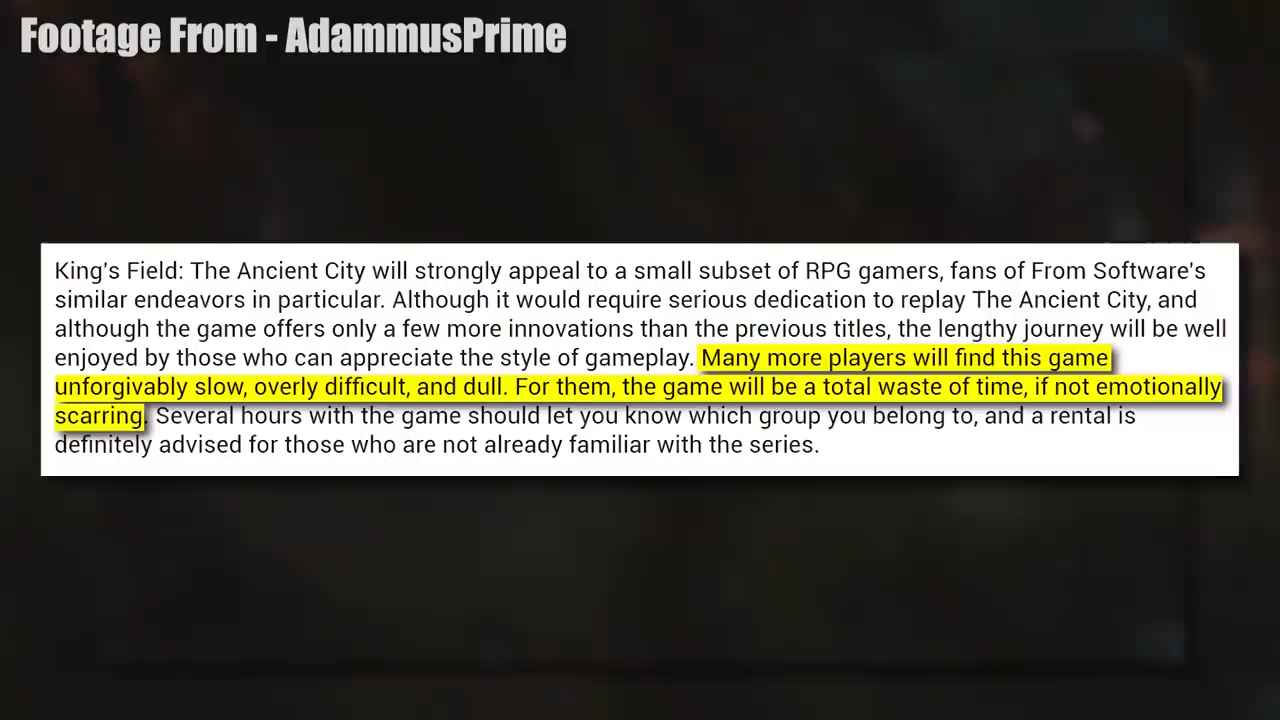 Footage From - AdammusPrime
King's Field: The Ancient City will strongly appeal to a small subset of RPG gamers, fans of From Software's
similar endeavors in particular. Although it would require serious dedication to replay The Ancient City, and
although the game offers only a few more innovations than the previous titles, the lengthy journey will be well
enjoyed by those who can appreciate the style of gameplay. Many more players will find this game
unforgivably slow, overly difficult, and dull. For them, the game will be a total waste of time, if not emotionally
scarring. Several hours with the game should let you know which group you belong to, and a rental is
definitely advised for those who are not already familiar with the series.